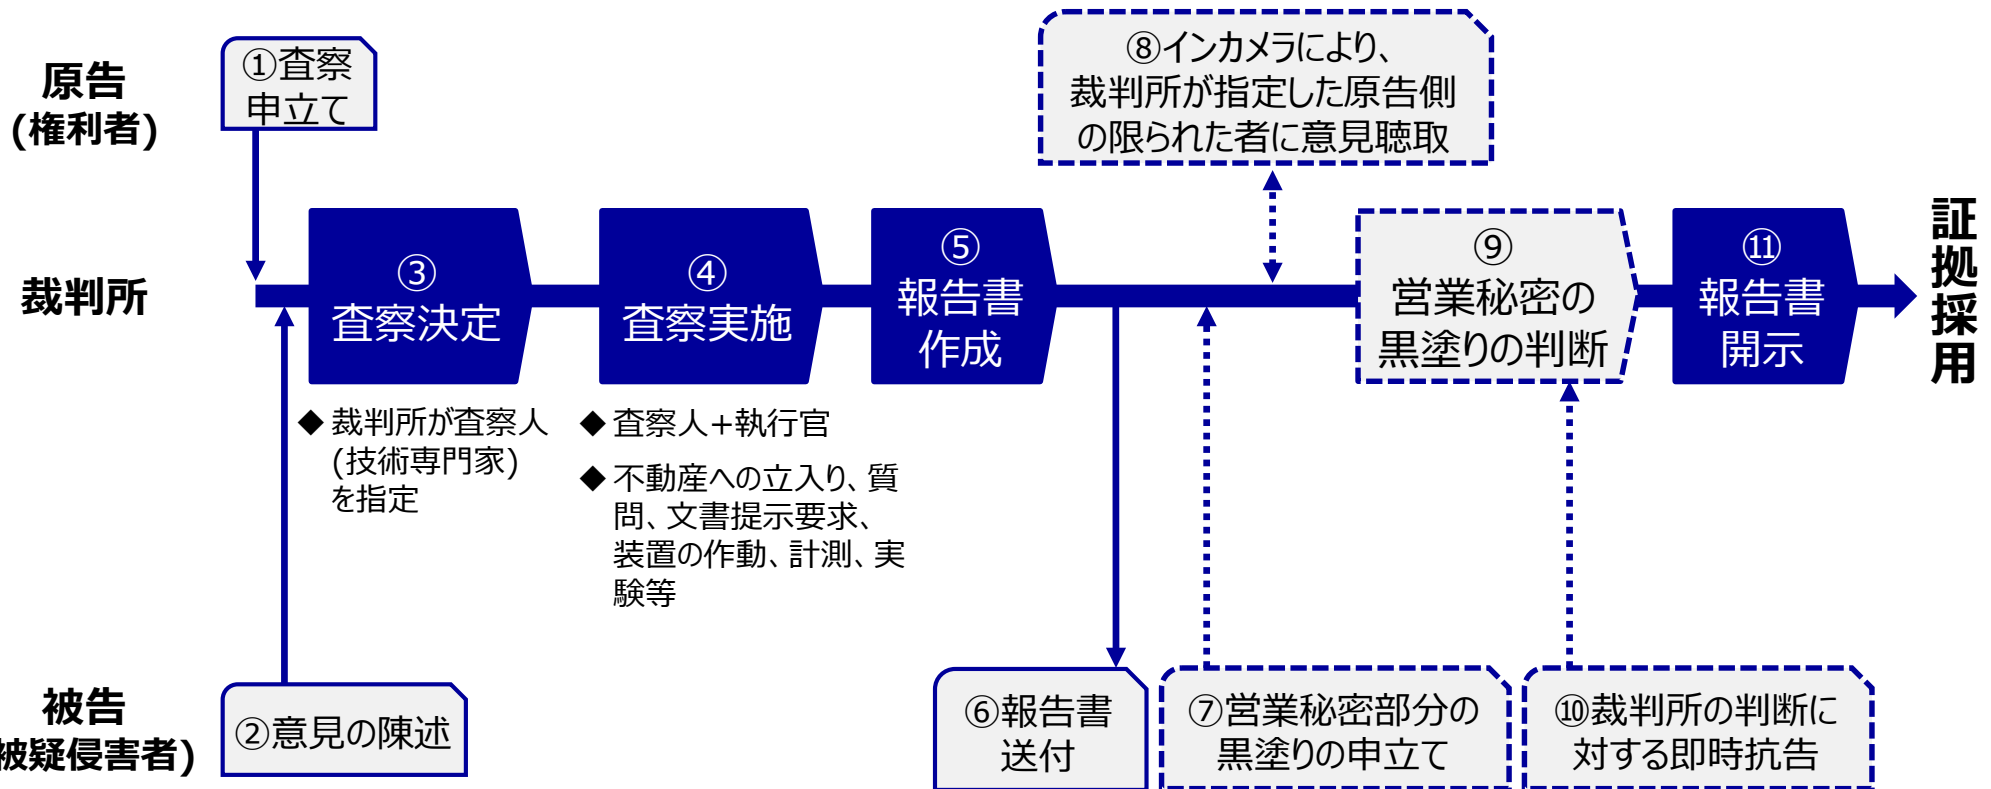 原告
(権利者)
①査察
申立て
⑧インカメラにより、
裁判所が指定した原告側
の限られた者に意見聴取
裁判所
③
査察決定
④
査察実施
⑤
報告書
作成
⑨
営業秘密の
黒塗りの判断
⑪
報告書
開示
証拠採用
◆ 裁判所が査察人
(技術専門家)
を指定
◆ 査察人+執行官
◆ 不動産への立入り、質
問、文書提示要求、
装置の作動、計測、実
験等
被告
被疑侵害者)
②意見の陳述
⑥報告書
送付
⑦営業秘密部分の
黒塗りの申立て
⑩裁判所の判断に
対する即時抗告